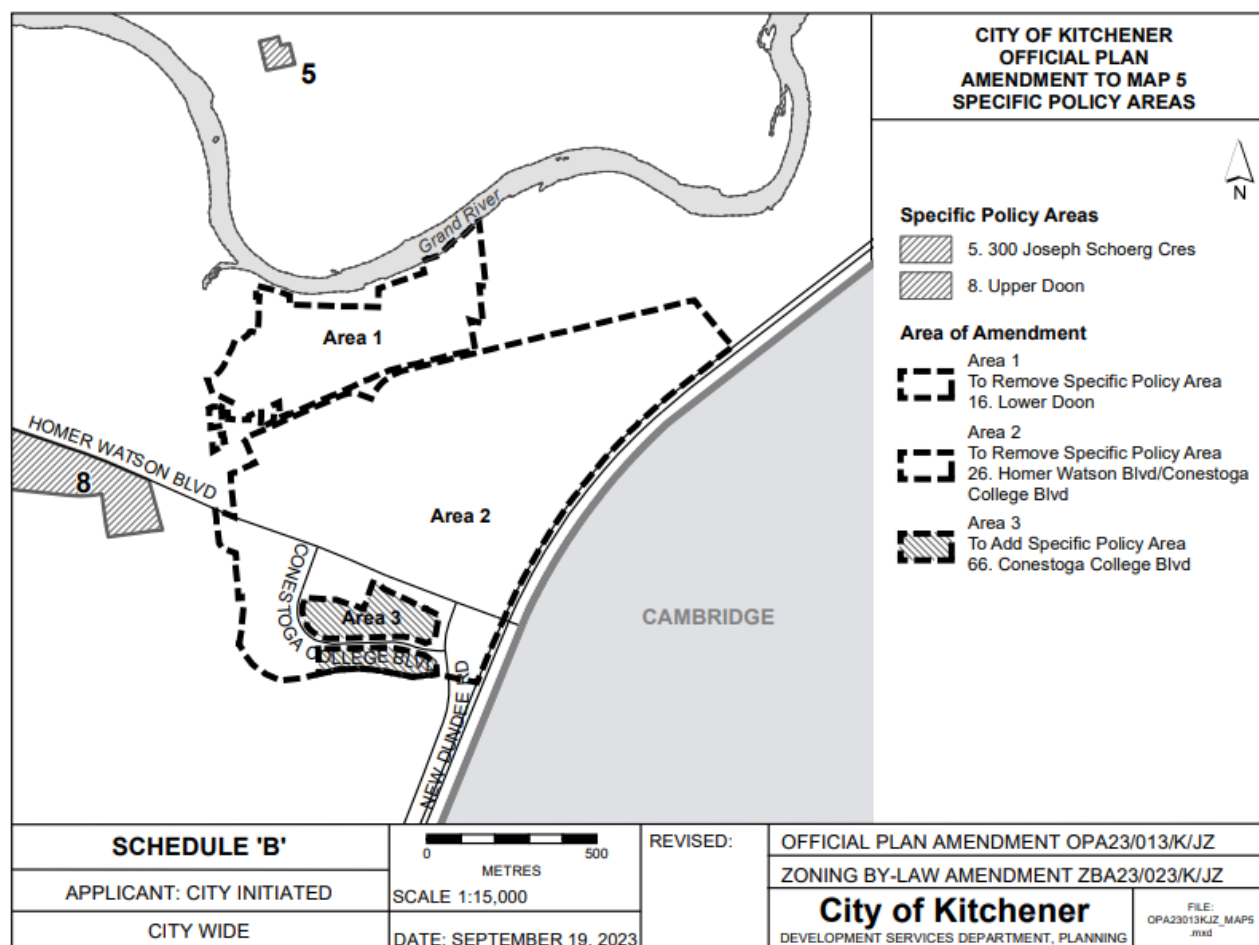 CITY OF KITCHENER
OFFICIAL PLAN
AMENDMENT TO MAP 5
SPECIFIC POLICY AREAS
N
Specific Policy Areas
5. 300 Joseph Schoerg Cres
8. Upper Doon
Area of Amendment
Area 1
To Remove Specific Policy Area
16. Lower Doon
Area 2
To Remove Specific Policy Area
26. Homer Watson Blvd/Conestoga
College Blvd
Area 3
To Add Specific Policy Area
66. Conestoga College Blvd
5
Grand River
Area 1
HOMER WATSON BLVD
8
Area 2
CONESTOGA COLLEGE BLVD
Area 3
CAMBRIDGE
NEW DUNDEE RD
SCHEDULE 'B'
APPLICANT: CITY INITIATED
CITY WIDE
0 500
METRES
SCALE 1:15,000
DATE: SEPTEMBER 19, 2023
REVISED:
OFFICIAL PLAN AMENDMENT OPA23/013/K/JZ
ZONING BY-LAW AMENDMENT ZBA23/023/K/JZ
City of Kitchener
DEVELOPMENT SERVICES DEPARTMENT, PLANNING
FILE:
OPA23013KJZ_MAP5
.mxd